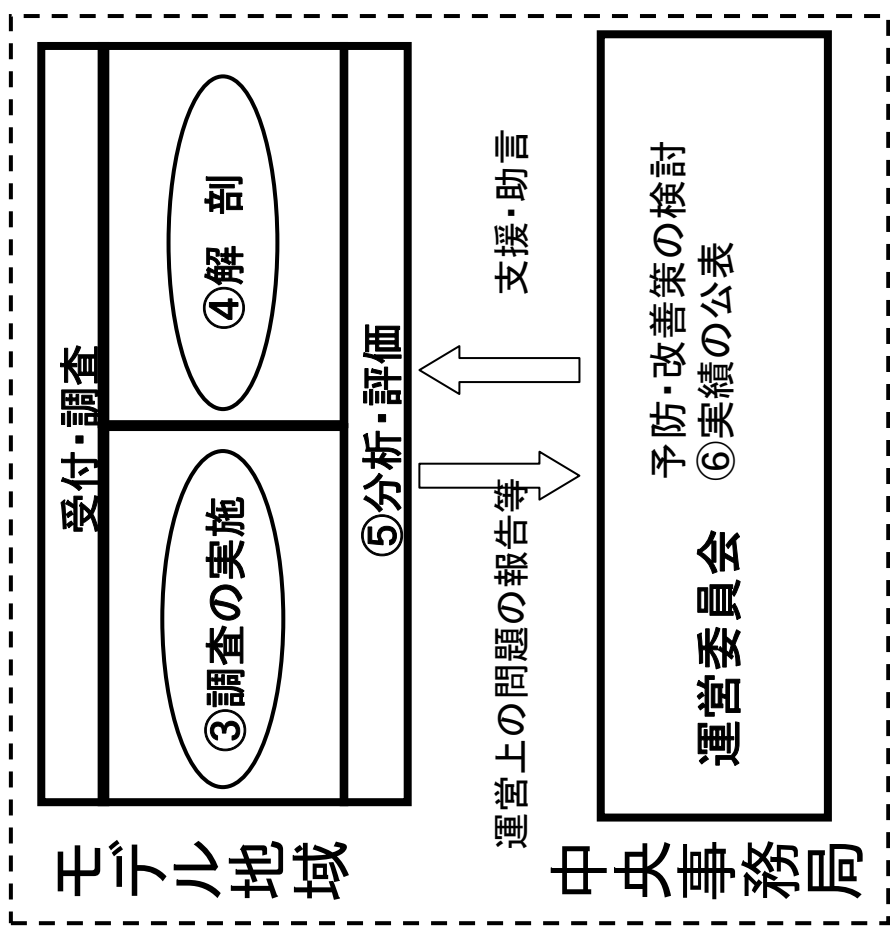 モデル地域
受付・調査
③調査の実施
④解 剖
⑤分析・評価
運営上の問題の報告等
支援・助言
中央事務局
運営委員会
予防・改善策の検討
⑥実績の公表